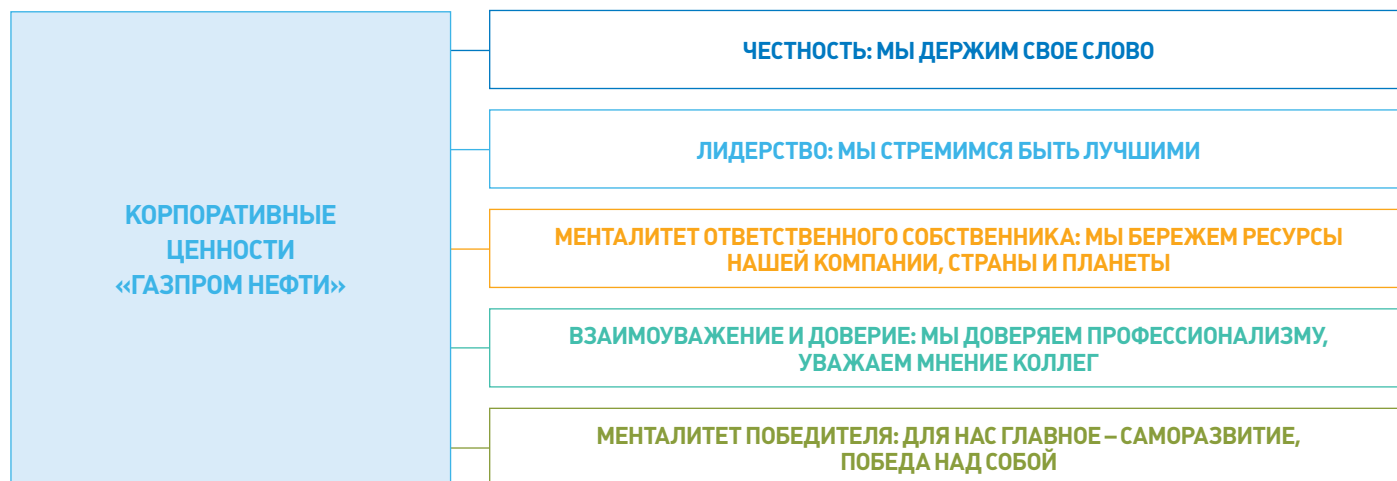 КОРПОРАТИВНЫЕ
ЦЕННОСТИ
«ГАЗПРОМ НЕФТИ»
ЧЕСТНОСТЬ: МЫ ДЕРЖИМ СВОЕ СЛОВО
ЛИДЕРСТВО: МЫ СТРЕМИМСЯ БЫТЬ ЛУЧШИМИ
МЕНТАЛИТЕТ ОТВЕТСТВЕННОГО СОБСТВЕННИКА: МЫ БЕРЕЖЕМ РЕСУРСЫ
НАШЕЙ КОМПАНИИ, СТРАНЫ И ПЛАНЕТЫ
ВЗАИМОУВАЖЕНИЕ И ДОВЕРИЕ: МЫ ДОВЕРЯЕМ ПРОФЕССИОНАЛИЗМУ,
УВАЖАЕМ МНЕНИЕ КОЛЛЕГ
МЕНТАЛИТЕТ ПОБЕДИТЕЛЯ: ДЛЯ НАС ГЛАВНОЕ – САМОРАЗВИТИЕ,
ПОБЕДА НАД СОБОЙ